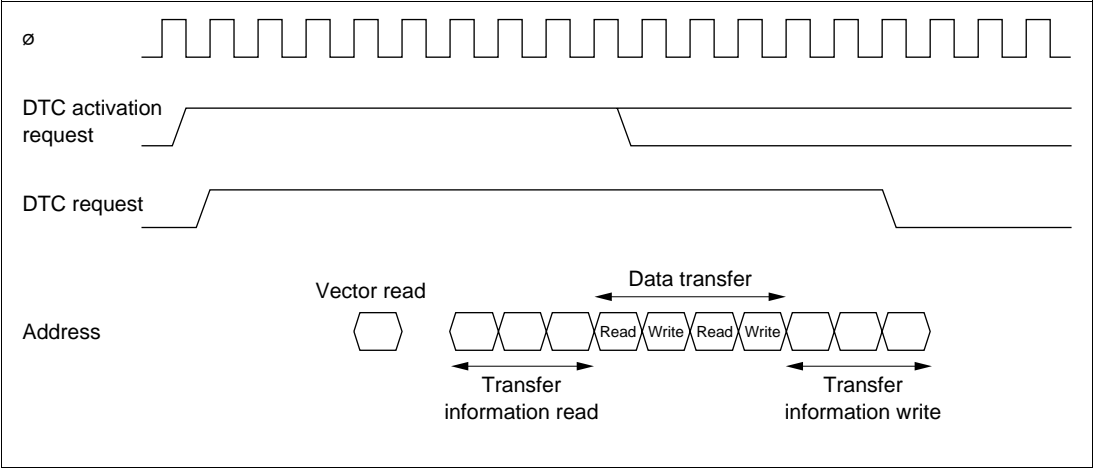 ø
DTC activation
request
DTC request
Data transfer
Vector read
Address
Read Write Read Write
Transfer
information read
Transfer
information write